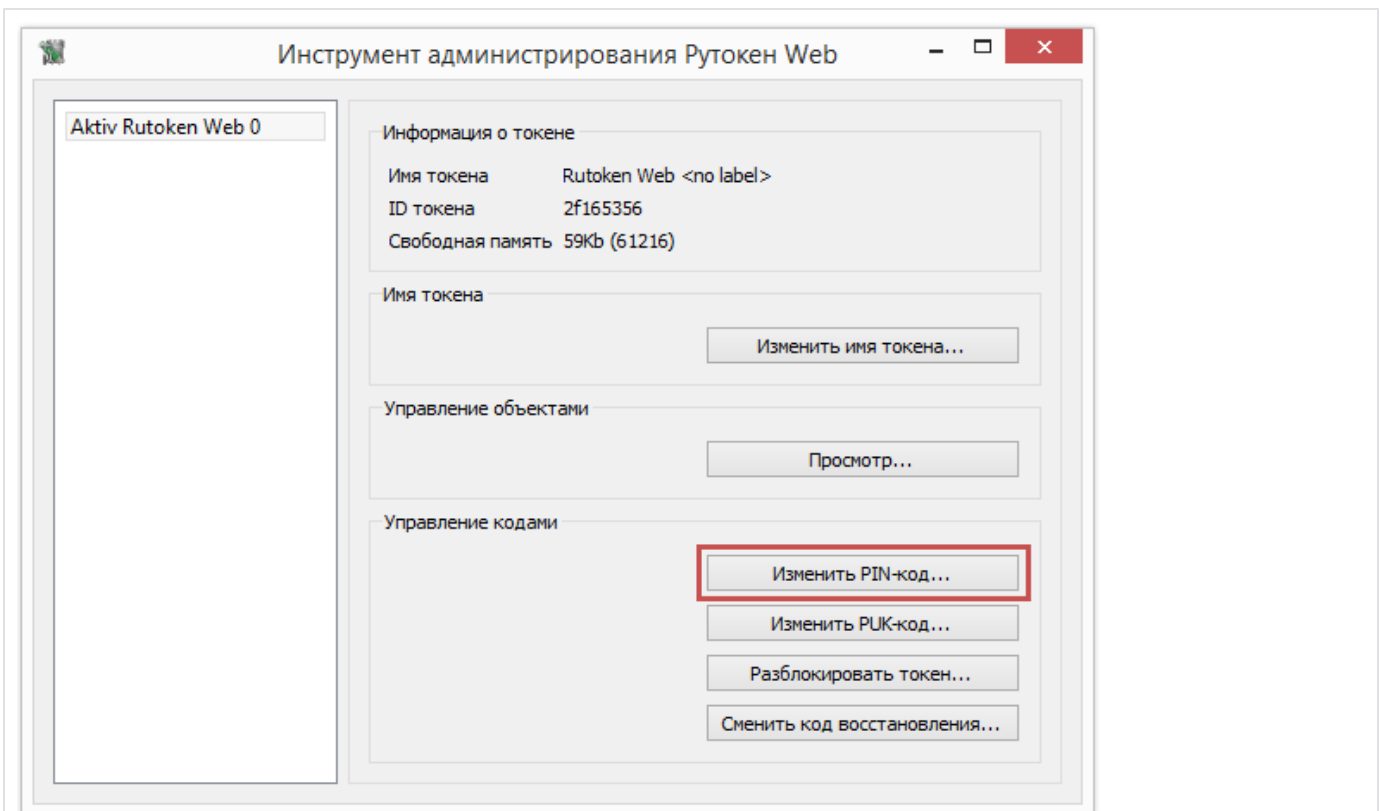 Инструмент администрирования Рутокен Web
Aktiv Rutoken Web 0
Информация о токене
Имя токена Rutoken Web <no label>
ID токена 2f165356
Свободная память 59Kb (61216)
Имя токена
Изменить имя токена...
Управление объектами
Просмотр...
Управление кодами
Изменить PIN-код...
Изменить PUK-код...
Разблокировать токен...
Сменить код восстановления...